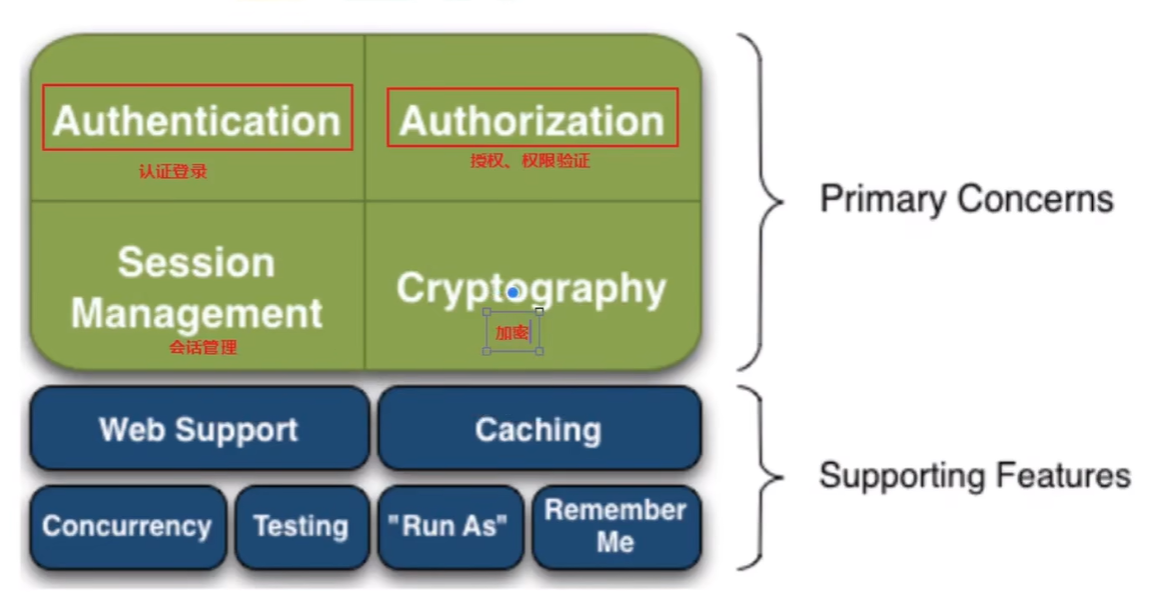 Authentication
认证登录
Authorization
授权、权限验证
Session
Management
会话管理
Cryptography
加密
Primary Concerns
Web Support
Caching
Concurrency
Testing
"Run As"
Remember
Me
Supporting Features